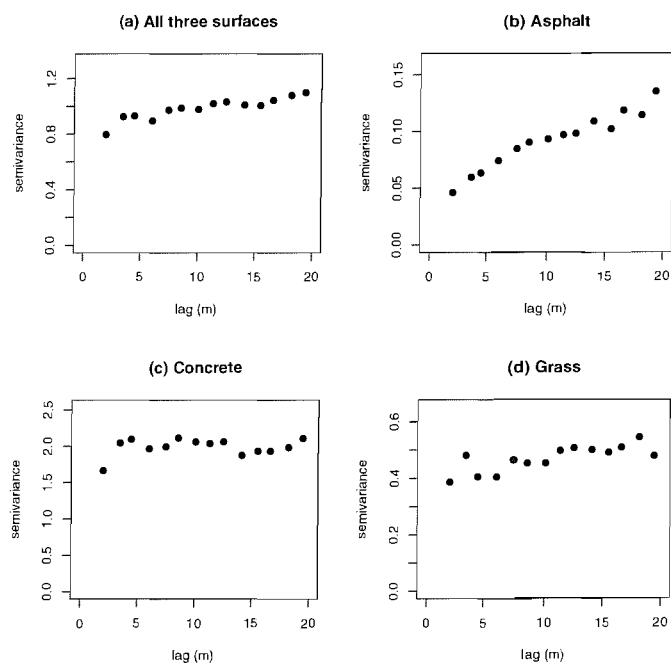 (a) All three surfaces
semivariance
0.0 0.4 0.8 1.2
0 5 10 15 20
lag (m)
(b) Asphalt
semivariance
0.00 0.05 0.10 0.15
0 5 10 15 20
lag (m)
(c) Concrete
semivariance
0.0 0.5 1.0 1.5 2.0 2.5
0 5 10 15 20
lag (m)
(d) Grass
semivariance
0.0 0.2 0.4 0.6
0 5 10 15 20
lag (m)